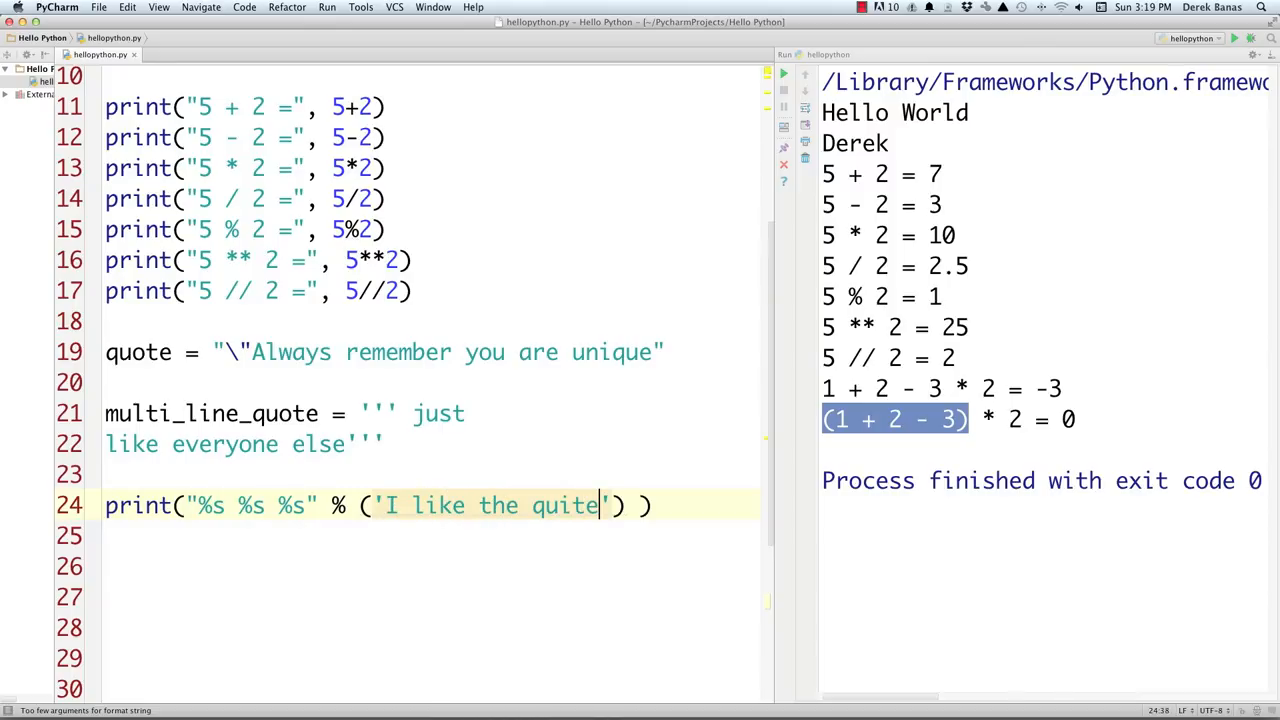 PyCharm File Edit View Navigate Code Refactor Run Tools VCS Window Help 10 Sun 3:19 PM Derek Banas
hellopython.py – Hello Python – [~/PycharmProjects/Hello Python]
Hello Python hellopython.py hellopython
hellopython.py Run hellopython
Hello P
hell
Externa
10
11 print("5 + 2 =", 5+2)
12 print("5 - 2 =", 5-2)
13 print("5 * 2 =", 5*2)
14 print("5 / 2 =", 5/2)
15 print("5 % 2 =", 5%2)
16 print("5 ** 2 =", 5**2)
17 print("5 // 2 =", 5//2)
18
19 quote = "\"Always remember you are unique"
20
21 multi_line_quote = ''' just
22 like everyone else'''
23
24 print("%s %s %s" % ('I like the quite') )
25
26
27
28
29
30
/Library/Frameworks/Python.framewo
Hello World
Derek
5 + 2 = 7
5 - 2 = 3
5 * 2 = 10
5 / 2 = 2.5
5 % 2 = 1
5 ** 2 = 25
5 // 2 = 2
1 + 2 - 3 * 2 = -3
(1 + 2 - 3) * 2 = 0
Process finished with exit code 0
Too few arguments for format string 24:38 LF UTF-8